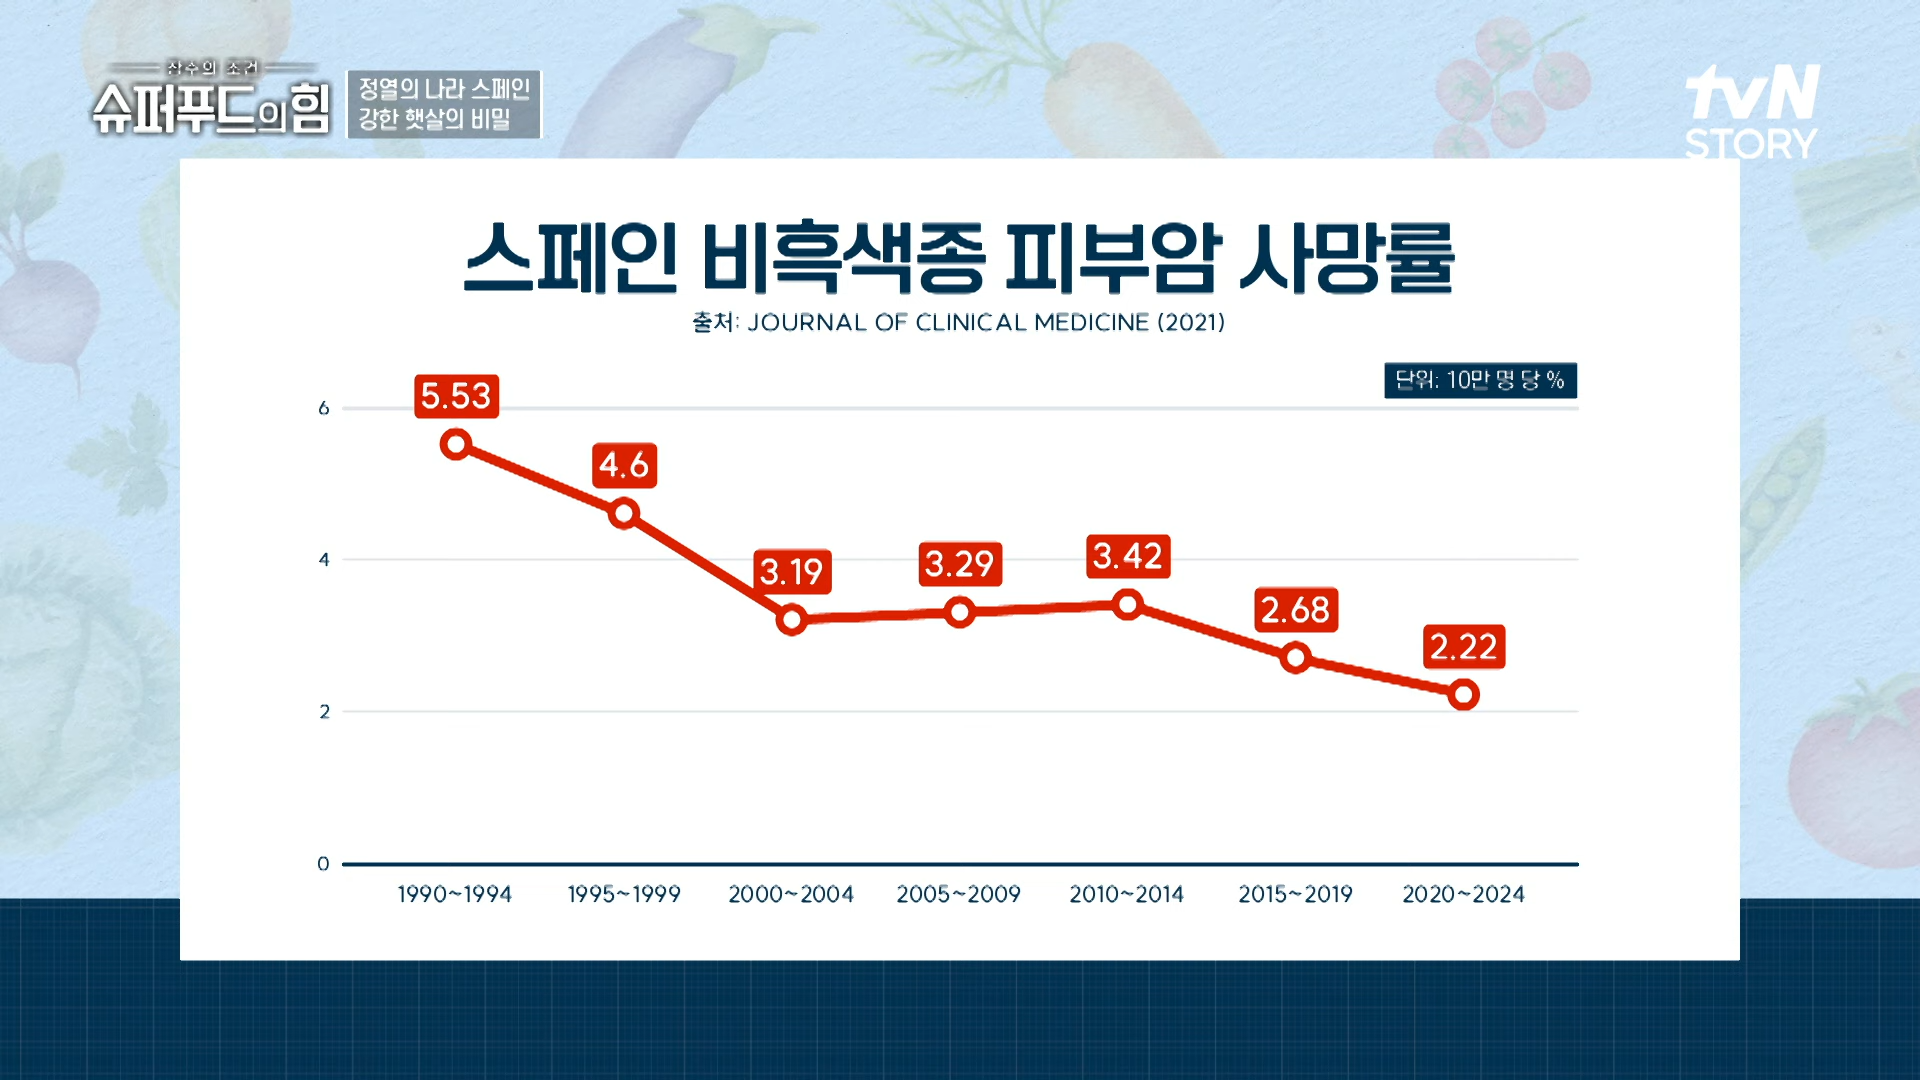 장수의 조건
슈퍼푸드의 힘
정열의 나라 스페인
강한 햇살의 비밀
tvN
STORY
스페인 비흑색종 피부암 사망률
출처: JOURNAL OF CLINICAL MEDICINE (2021)
단위: 10만 명 당 %
6
4
2
0
5.53
4.6
3.19
3.29
3.42
2.68
2.22
1990~1994
1995~1999
2000~2004
2005~2009
2010~2014
2015~2019
2020~2024